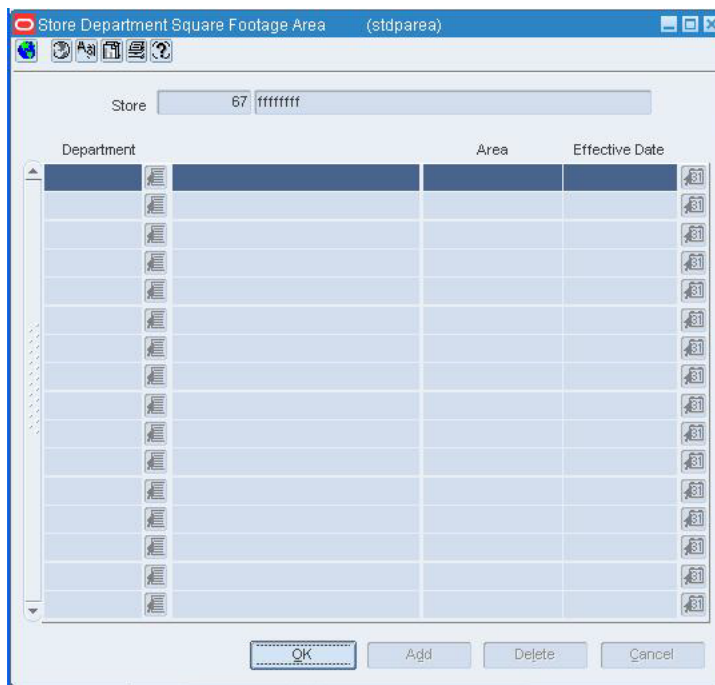 Store Department Square Footage Area (stdparea)
Store 67 ffffffff
Department Area Effective Date
OK Add Delete Cancel